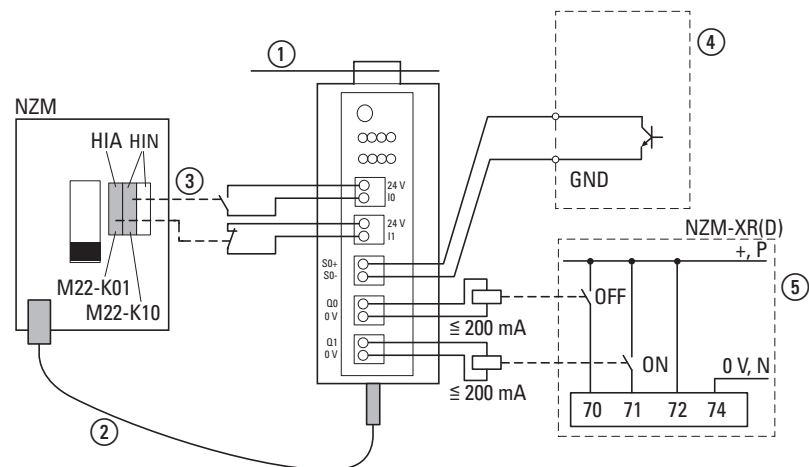 ①
④
NZM
HIA HIN
③
24 V
I0
GND
24 V
I1
NZM-XR(D)
+, P
M22-K01
M22-K10
S0+
S0-
⑤
Q0
0 V
≦ 200 mA
OFF
Q1
0 V
≦ 200 mA
ON
0 V, N
70 71 72 74
②